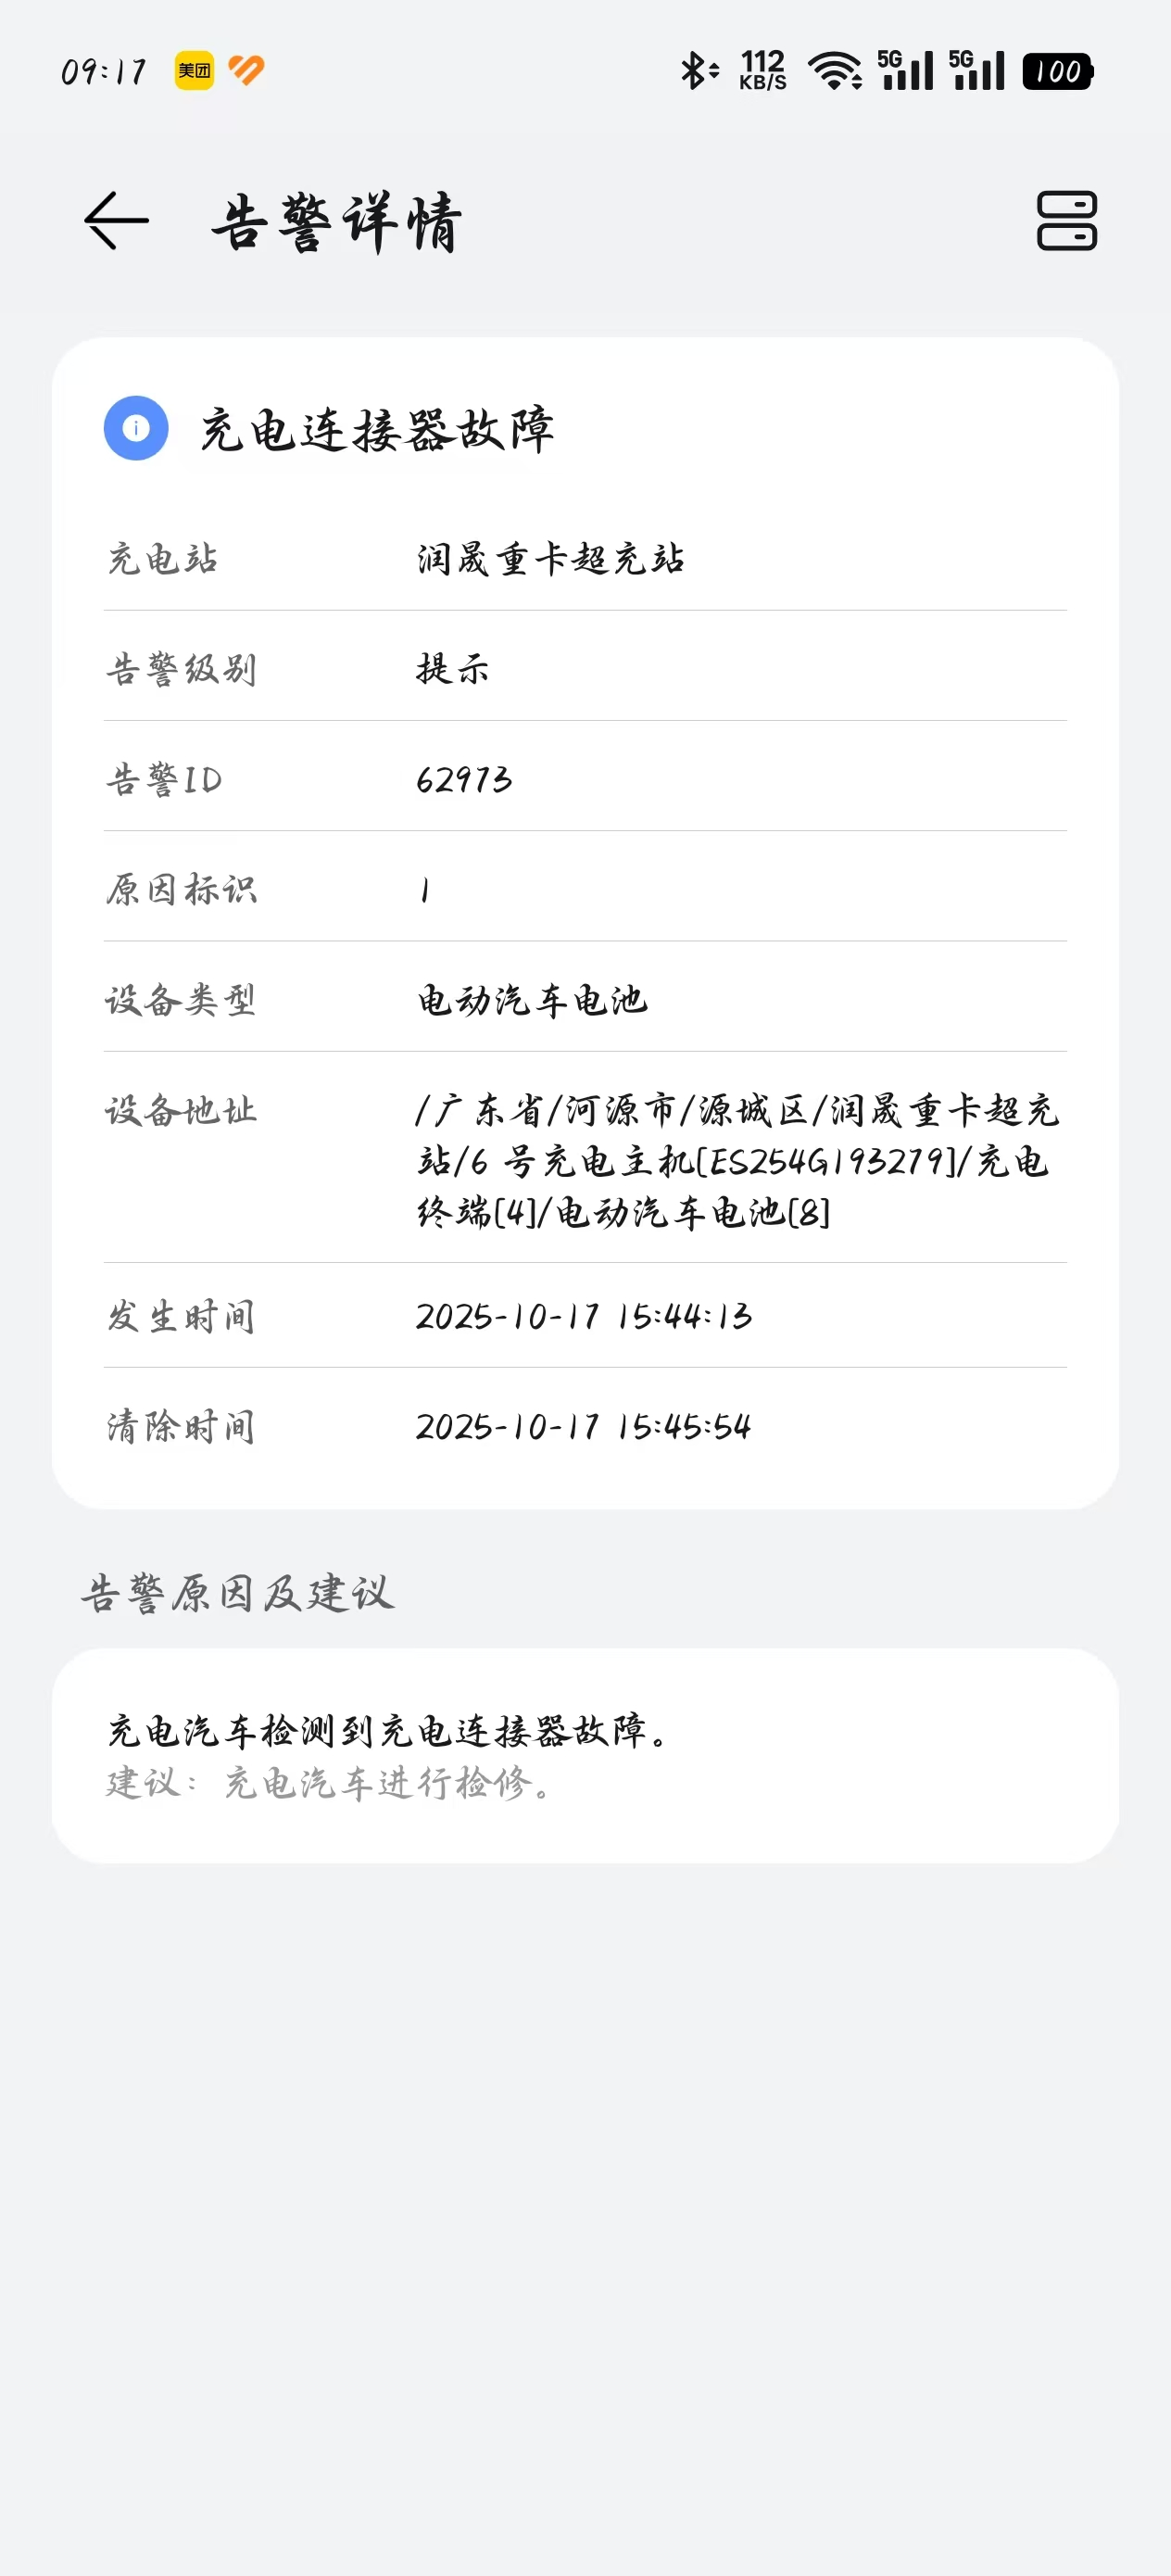 09:17 美团 112 KB/S 5G 5G 100
告警详情
充电连接器故障
充电站 润晟重卡超充站
告警级别 提示
告警ID 62973
原因标识 1
设备类型 电动汽车电池
设备地址 /广东省/河源市/源城区/润晟重卡超充
站/6 号充电主机[ES254G193279]/充电
终端[4]/电动汽车电池[8]
发生时间 2025-10-17 15:44:13
清除时间 2025-10-17 15:45:54
告警原因及建议
充电汽车检测到充电连接器故障。
建议：充电汽车进行检修。